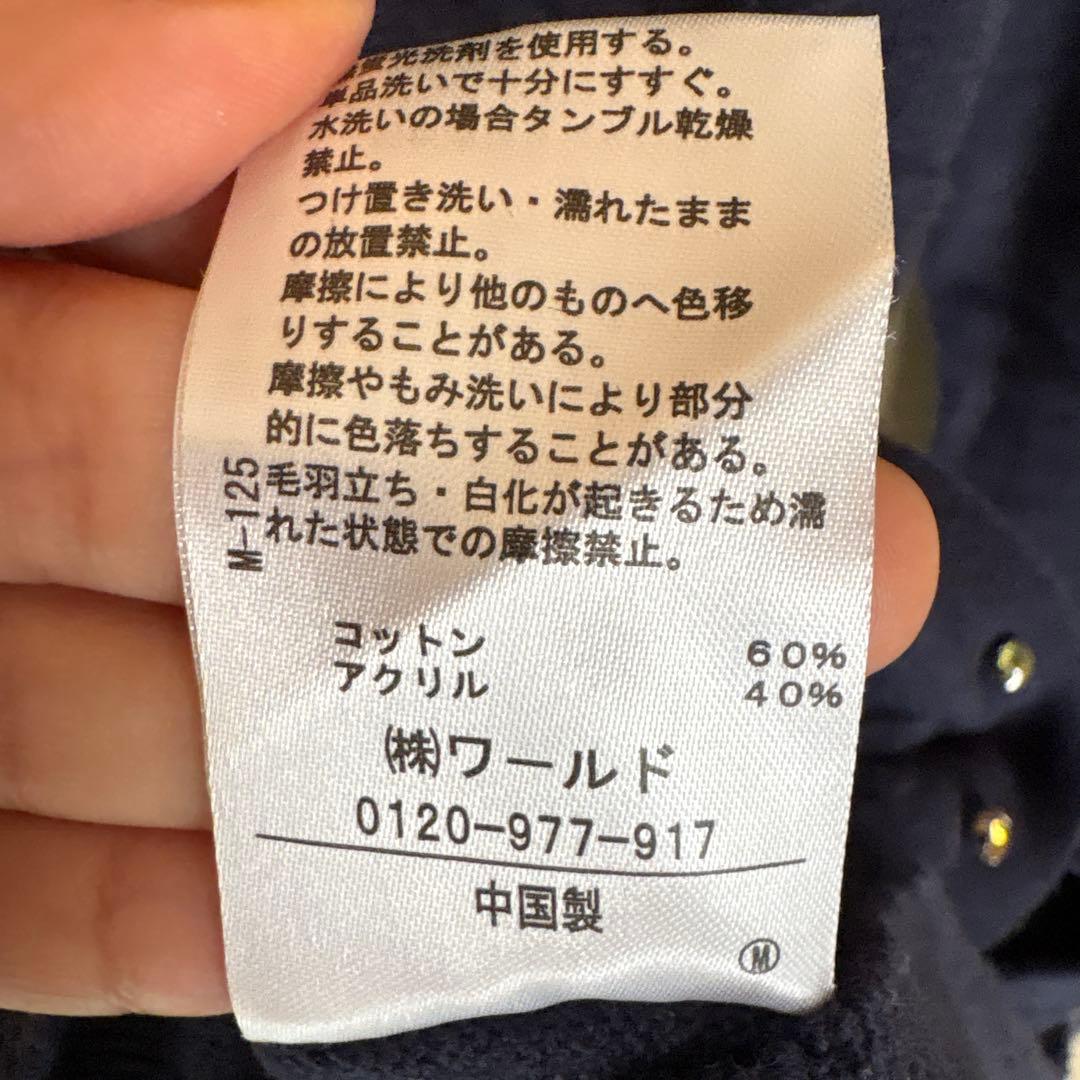 光洗剤を使用する。
単品洗いで十分にすすぐ。
水洗いの場合タンブル乾燥
禁止。
つけ置き洗い・濡れたまま
の放置禁止。
摩擦により他のものへ色移
りすることがある。
摩擦やもみ洗いにより部分
的に色落ちすることがある。
毛羽立ち・白化が起きるため濡
れた状態での摩擦禁止。
M-125
コットン 60%
アクリル 40%
㈱ワールド
0120-977-917
中国製
Ⓜ